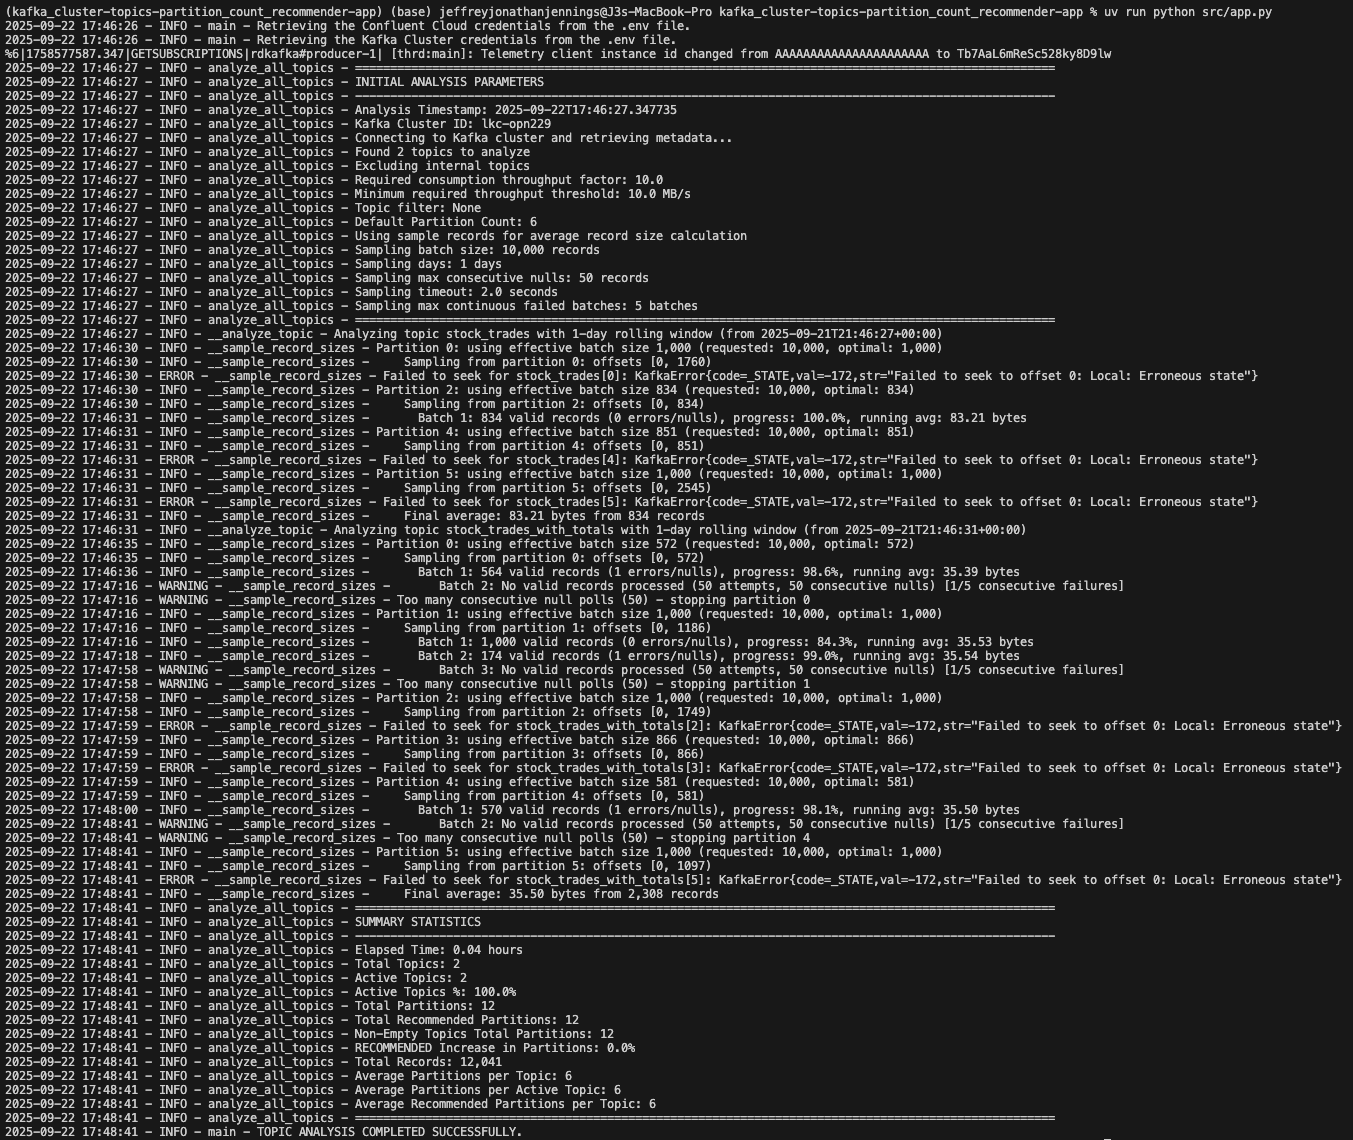 (kafka_cluster-topics-partition_count_recommender-app) (base) jeffreyjonathanjennings@J3s-MacBook-Pro kafka_cluster-topics-partition_count_recommender-app % uv run python src/app.py
2025-09-22 17:46:26 - INFO - main - Retrieving the Confluent Cloud credentials from the .env file.
2025-09-22 17:46:26 - INFO - main - Retrieving the Kafka Cluster credentials from the .env file.
%6|1758577587.347|GETSUBSCRIPTIONS|rdkafka#producer-1| [thrd:main]: Telemetry client instance id changed from AAAAAAAAAAAAAAAAAAAAAA to Tb7AaL6mReSc528ky8D9lw
2025-09-22 17:46:27 - INFO - analyze_all_topics - ====================================================================================================
2025-09-22 17:46:27 - INFO - analyze_all_topics - INITIAL ANALYSIS PARAMETERS
2025-09-22 17:46:27 - INFO - analyze_all_topics - ----------------------------------------------------------------------------------------------------
2025-09-22 17:46:27 - INFO - analyze_all_topics - Analysis Timestamp: 2025-09-22T17:46:27.347735
2025-09-22 17:46:27 - INFO - analyze_all_topics - Kafka Cluster ID: lkc-opn229
2025-09-22 17:46:27 - INFO - analyze_all_topics - Connecting to Kafka cluster and retrieving metadata...
2025-09-22 17:46:27 - INFO - analyze_all_topics - Found 2 topics to analyze
2025-09-22 17:46:27 - INFO - analyze_all_topics - Excluding internal topics
2025-09-22 17:46:27 - INFO - analyze_all_topics - Required consumption throughput factor: 10.0
2025-09-22 17:46:27 - INFO - analyze_all_topics - Minimum required throughput threshold: 10.0 MB/s
2025-09-22 17:46:27 - INFO - analyze_all_topics - Topic filter: None
2025-09-22 17:46:27 - INFO - analyze_all_topics - Default Partition Count: 6
2025-09-22 17:46:27 - INFO - analyze_all_topics - Using sample records for average record size calculation
2025-09-22 17:46:27 - INFO - analyze_all_topics - Sampling batch size: 10,000 records
2025-09-22 17:46:27 - INFO - analyze_all_topics - Sampling days: 1 days
2025-09-22 17:46:27 - INFO - analyze_all_topics - Sampling max consecutive nulls: 50 records
2025-09-22 17:46:27 - INFO - analyze_all_topics - Sampling timeout: 2.0 seconds
2025-09-22 17:46:27 - INFO - analyze_all_topics - Sampling max continuous failed batches: 5 batches
2025-09-22 17:46:27 - INFO - analyze_all_topics - ====================================================================================================
2025-09-22 17:46:27 - INFO - __analyze_topic - Analyzing topic stock_trades with 1-day rolling window (from 2025-09-21T21:46:27+00:00)
2025-09-22 17:46:30 - INFO - __sample_record_sizes - Partition 0: using effective batch size 1,000 (requested: 10,000, optimal: 1,000)
2025-09-22 17:46:30 - INFO - __sample_record_sizes -     Sampling from partition 0: offsets [0, 1760)
2025-09-22 17:46:30 - ERROR - __sample_record_sizes - Failed to seek for stock_trades[0]: KafkaError{code=_STATE,val=-172,str="Failed to seek to offset 0: Local: Erroneous state"}
2025-09-22 17:46:30 - INFO - __sample_record_sizes - Partition 2: using effective batch size 834 (requested: 10,000, optimal: 834)
2025-09-22 17:46:30 - INFO - __sample_record_sizes -     Sampling from partition 2: offsets [0, 834)
2025-09-22 17:46:31 - INFO - __sample_record_sizes -       Batch 1: 834 valid records (0 errors/nulls), progress: 100.0%, running avg: 83.21 bytes
2025-09-22 17:46:31 - INFO - __sample_record_sizes - Partition 4: using effective batch size 851 (requested: 10,000, optimal: 851)
2025-09-22 17:46:31 - INFO - __sample_record_sizes -     Sampling from partition 4: offsets [0, 851)
2025-09-22 17:46:31 - ERROR - __sample_record_sizes - Failed to seek for stock_trades[4]: KafkaError{code=_STATE,val=-172,str="Failed to seek to offset 0: Local: Erroneous state"}
2025-09-22 17:46:31 - INFO - __sample_record_sizes - Partition 5: using effective batch size 1,000 (requested: 10,000, optimal: 1,000)
2025-09-22 17:46:31 - INFO - __sample_record_sizes -     Sampling from partition 5: offsets [0, 2545)
2025-09-22 17:46:31 - ERROR - __sample_record_sizes - Failed to seek for stock_trades[5]: KafkaError{code=_STATE,val=-172,str="Failed to seek to offset 0: Local: Erroneous state"}
2025-09-22 17:46:31 - INFO - __sample_record_sizes -     Final average: 83.21 bytes from 834 records
2025-09-22 17:46:31 - INFO - __analyze_topic - Analyzing topic stock_trades_with_totals with 1-day rolling window (from 2025-09-21T21:46:31+00:00)
2025-09-22 17:46:35 - INFO - __sample_record_sizes - Partition 0: using effective batch size 572 (requested: 10,000, optimal: 572)
2025-09-22 17:46:35 - INFO - __sample_record_sizes -     Sampling from partition 0: offsets [0, 572)
2025-09-22 17:46:36 - INFO - __sample_record_sizes -       Batch 1: 564 valid records (1 errors/nulls), progress: 98.6%, running avg: 35.39 bytes
2025-09-22 17:47:16 - WARNING - __sample_record_sizes -       Batch 2: No valid records processed (50 attempts, 50 consecutive nulls) [1/5 consecutive failures]
2025-09-22 17:47:16 - WARNING - __sample_record_sizes - Too many consecutive null polls (50) - stopping partition 0
2025-09-22 17:47:16 - INFO - __sample_record_sizes - Partition 1: using effective batch size 1,000 (requested: 10,000, optimal: 1,000)
2025-09-22 17:47:16 - INFO - __sample_record_sizes -     Sampling from partition 1: offsets [0, 1186)
2025-09-22 17:47:16 - INFO - __sample_record_sizes -       Batch 1: 1,000 valid records (0 errors/nulls), progress: 84.3%, running avg: 35.53 bytes
2025-09-22 17:47:18 - INFO - __sample_record_sizes -       Batch 2: 174 valid records (1 errors/nulls), progress: 99.0%, running avg: 35.54 bytes
2025-09-22 17:47:58 - WARNING - __sample_record_sizes -       Batch 3: No valid records processed (50 attempts, 50 consecutive nulls) [1/5 consecutive failures]
2025-09-22 17:47:58 - WARNING - __sample_record_sizes - Too many consecutive null polls (50) - stopping partition 1
2025-09-22 17:47:58 - INFO - __sample_record_sizes - Partition 2: using effective batch size 1,000 (requested: 10,000, optimal: 1,000)
2025-09-22 17:47:58 - INFO - __sample_record_sizes -     Sampling from partition 2: offsets [0, 1749)
2025-09-22 17:47:59 - ERROR - __sample_record_sizes - Failed to seek for stock_trades_with_totals[2]: KafkaError{code=_STATE,val=-172,str="Failed to seek to offset 0: Local: Erroneous state"}
2025-09-22 17:47:59 - INFO - __sample_record_sizes - Partition 3: using effective batch size 866 (requested: 10,000, optimal: 866)
2025-09-22 17:47:59 - INFO - __sample_record_sizes -     Sampling from partition 3: offsets [0, 866)
2025-09-22 17:47:59 - ERROR - __sample_record_sizes - Failed to seek for stock_trades_with_totals[3]: KafkaError{code=_STATE,val=-172,str="Failed to seek to offset 0: Local: Erroneous state"}
2025-09-22 17:47:59 - INFO - __sample_record_sizes - Partition 4: using effective batch size 581 (requested: 10,000, optimal: 581)
2025-09-22 17:47:59 - INFO - __sample_record_sizes -     Sampling from partition 4: offsets [0, 581)
2025-09-22 17:48:00 - INFO - __sample_record_sizes -       Batch 1: 570 valid records (1 errors/nulls), progress: 98.1%, running avg: 35.50 bytes
2025-09-22 17:48:41 - WARNING - __sample_record_sizes -       Batch 2: No valid records processed (50 attempts, 50 consecutive nulls) [1/5 consecutive failures]
2025-09-22 17:48:41 - WARNING - __sample_record_sizes - Too many consecutive null polls (50) - stopping partition 4
2025-09-22 17:48:41 - INFO - __sample_record_sizes - Partition 5: using effective batch size 1,000 (requested: 10,000, optimal: 1,000)
2025-09-22 17:48:41 - INFO - __sample_record_sizes -     Sampling from partition 5: offsets [0, 1097)
2025-09-22 17:48:41 - ERROR - __sample_record_sizes - Failed to seek for stock_trades_with_totals[5]: KafkaError{code=_STATE,val=-172,str="Failed to seek to offset 0: Local: Erroneous state"}
2025-09-22 17:48:41 - INFO - __sample_record_sizes -     Final average: 35.50 bytes from 2,308 records
2025-09-22 17:48:41 - INFO - analyze_all_topics - ====================================================================================================
2025-09-22 17:48:41 - INFO - analyze_all_topics - SUMMARY STATISTICS
2025-09-22 17:48:41 - INFO - analyze_all_topics - ----------------------------------------------------------------------------------------------------
2025-09-22 17:48:41 - INFO - analyze_all_topics - Elapsed Time: 0.04 hours
2025-09-22 17:48:41 - INFO - analyze_all_topics - Total Topics: 2
2025-09-22 17:48:41 - INFO - analyze_all_topics - Active Topics: 2
2025-09-22 17:48:41 - INFO - analyze_all_topics - Active Topics %: 100.0%
2025-09-22 17:48:41 - INFO - analyze_all_topics - Total Partitions: 12
2025-09-22 17:48:41 - INFO - analyze_all_topics - Total Recommended Partitions: 12
2025-09-22 17:48:41 - INFO - analyze_all_topics - Non-Empty Topics Total Partitions: 12
2025-09-22 17:48:41 - INFO - analyze_all_topics - RECOMMENDED Increase in Partitions: 0.0%
2025-09-22 17:48:41 - INFO - analyze_all_topics - Total Records: 12,041
2025-09-22 17:48:41 - INFO - analyze_all_topics - Average Partitions per Topic: 6
2025-09-22 17:48:41 - INFO - analyze_all_topics - Average Partitions per Active Topic: 6
2025-09-22 17:48:41 - INFO - analyze_all_topics - Average Recommended Partitions per Topic: 6
2025-09-22 17:48:41 - INFO - analyze_all_topics - ====================================================================================================
2025-09-22 17:48:41 - INFO - main - TOPIC ANALYSIS COMPLETED SUCCESSFULLY.